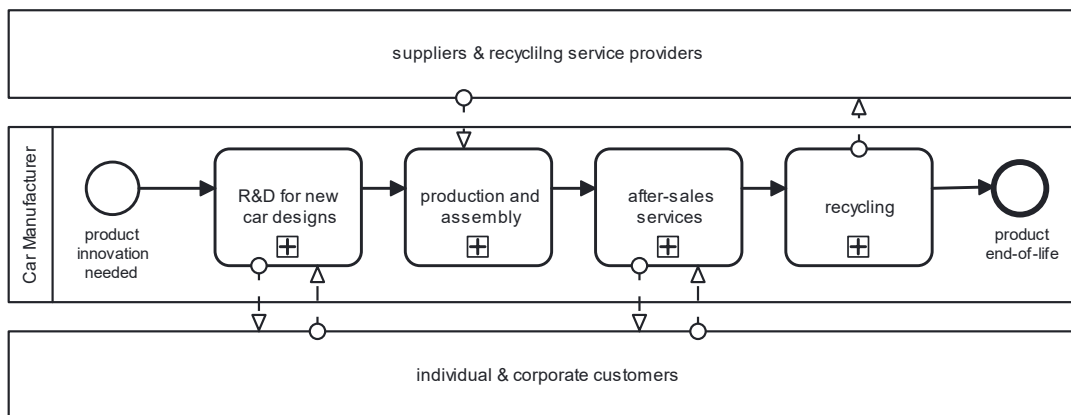 suppliers & recyclilng service providers
Car Manufacturer
product
innovation
needed
R&D for new
car designs
production and
assembly
after-sales
services
recycling
product
end-of-life
individual & corporate customers